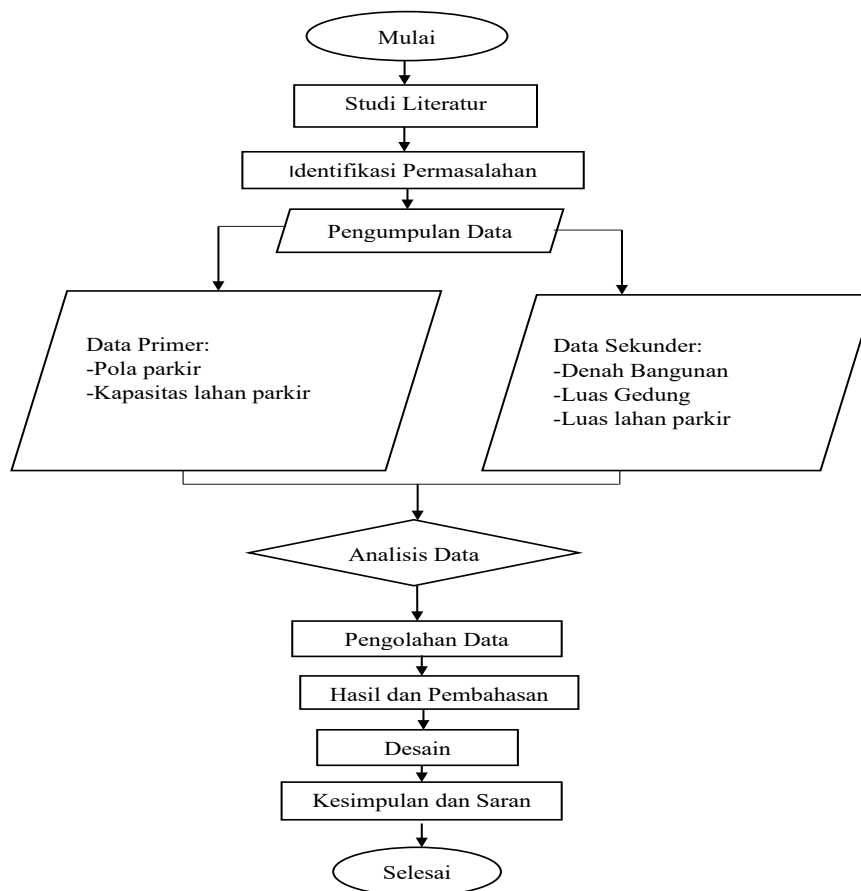 Mulai
Studi Literatur
Identifikasi Permasalahan
Pengumpulan Data
Data Primer:
-Pola parkir
-Kapasitas lahan parkir
Data Sekunder:
-Denah Bangunan
-Luas Gedung
-Luas lahan parkir
Analisis Data
Pengolahan Data
Hasil dan Pembahasan
Desain
Kesimpulan dan Saran
Selesai